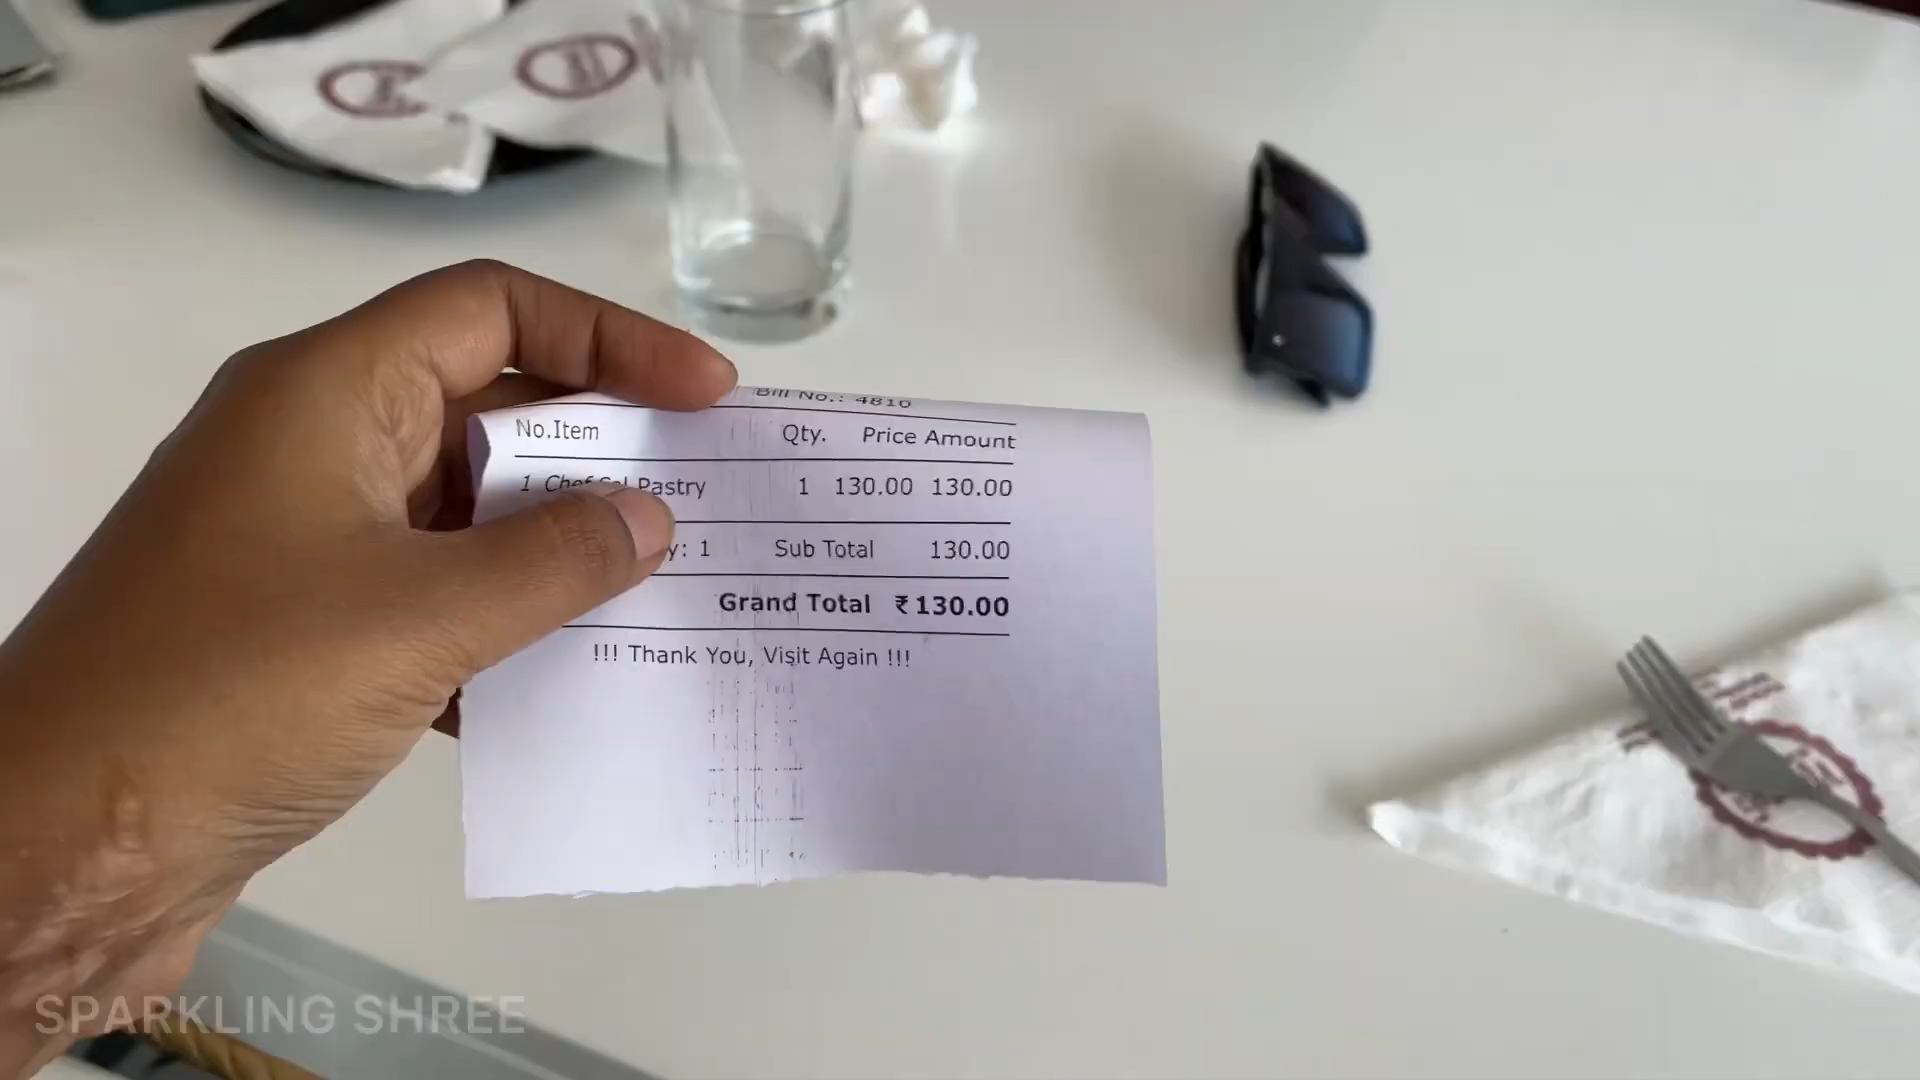 Bill No.: 4810
No.Item Qty. Price Amount
1 Pastry 1 130.00 130.00
y: 1 Sub Total 130.00
Grand Total ₹130.00
!!! Thank You, Visit Again !!!
SPARKLING SHREE